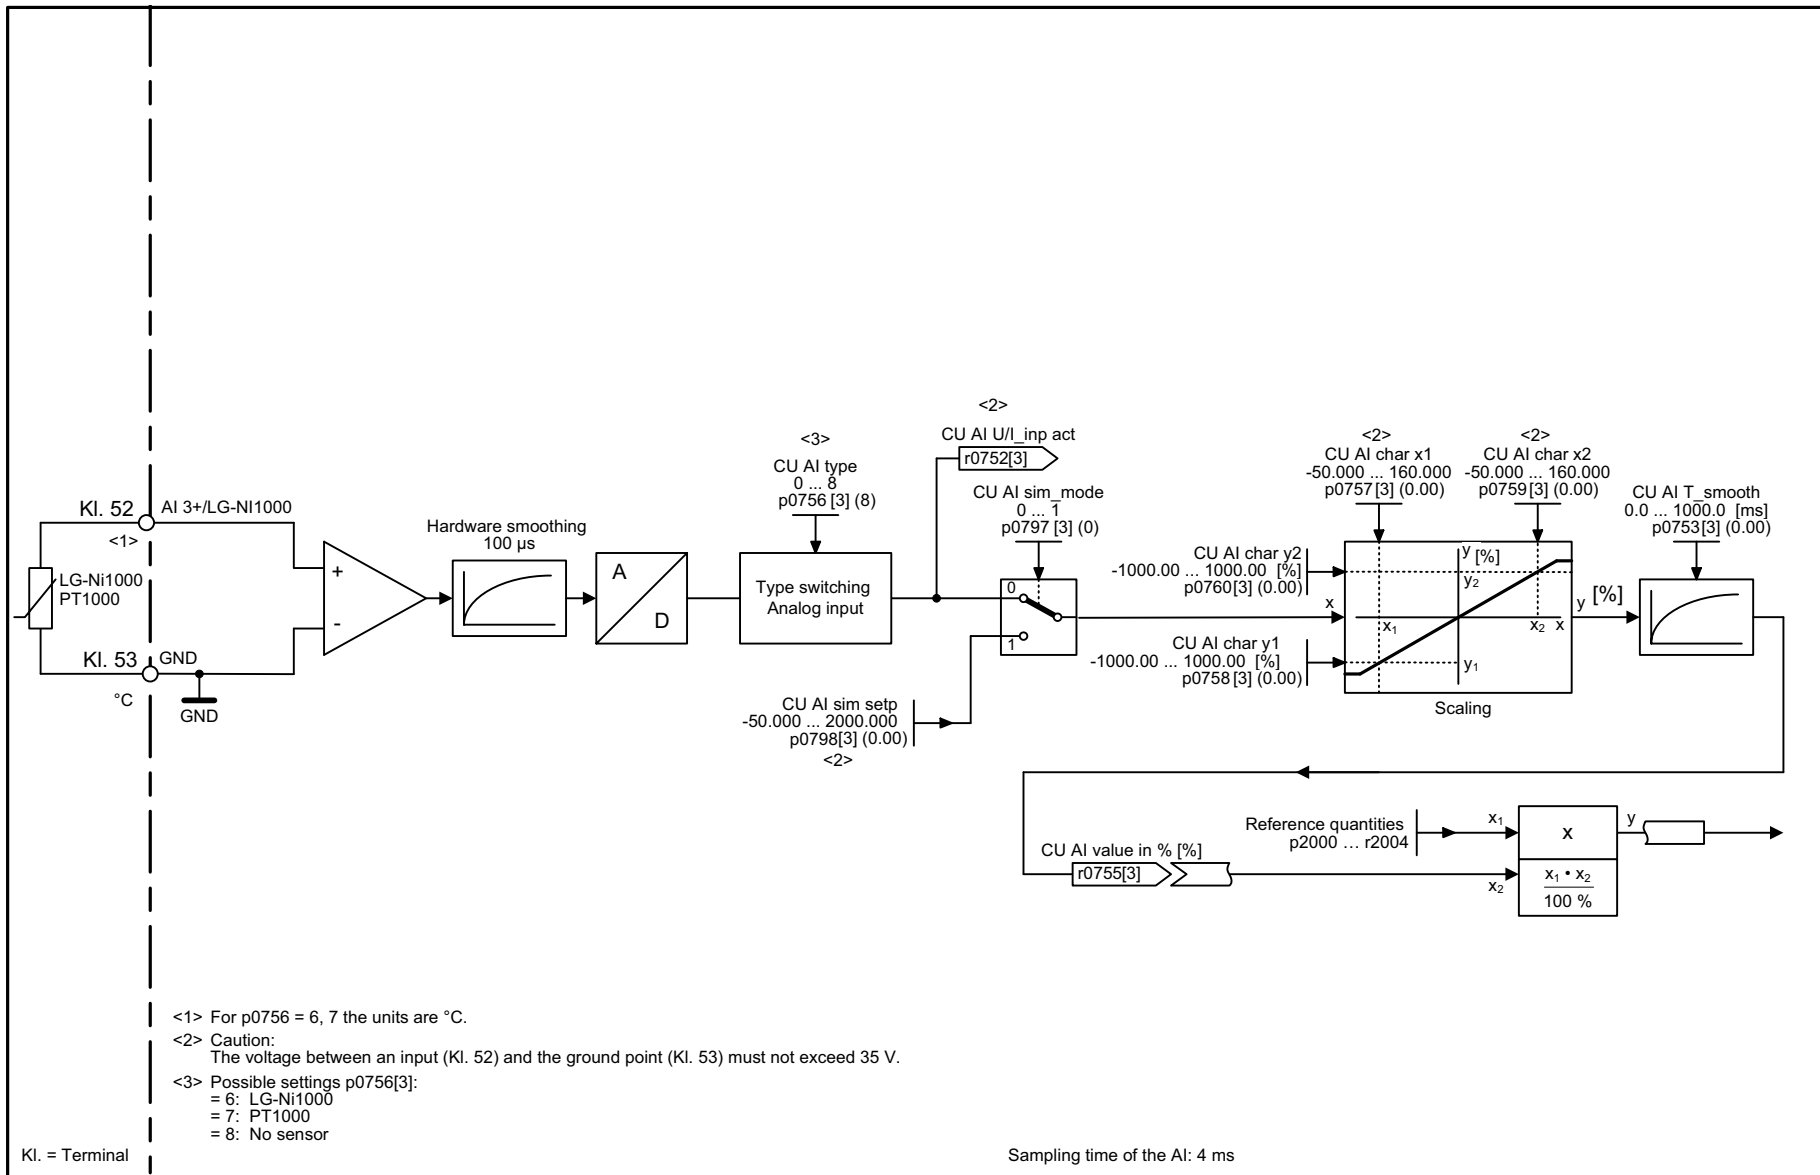 <2>
CU AI U/I_inp act
r0752[3]
<3>
CU AI type
0 ... 8
p0756 [3] (8)
CU AI sim_mode
0 ... 1
p0797 [3] (0)
<2>
CU AI char x1
-50.000 ... 160.000
p0757[3] (0.00)
<2>
CU AI char x2
-50.000 ... 160.000
p0759[3] (0.00)
CU AI T_smooth
0.0 ... 1000.0 [ms]
p0753[3] (0.00)
Kl. 52
AI 3+/LG-NI1000
<1>
LG-Ni1000
PT1000
Kl. 53
GND
°C
GND
+
-
Hardware smoothing
100 µs
A
D
Type switching
Analog input
0
1
CU AI sim setp
-50.000 ... 2000.000
p0798[3] (0.00)
<2>
CU AI char y2
-1000.00 ... 1000.00 [%]
p0760[3] (0.00)
x
CU AI char y1
-1000.00 ... 1000.00 [%]
p0758[3] (0.00)
y [%]
y2
x1
x2 x
y1
Scaling
y [%]
Reference quantities
p2000 … r2004
x1
x
y
CU AI value in % [%]
r0755[3]
x2
x1 • x2
100 %
<1> For p0756 = 6, 7 the units are °C.
<2> Caution:
The voltage between an input (Kl. 52) and the ground point (Kl. 53) must not exceed 35 V.
<3> Possible settings p0756[3]:
= 6: LG-Ni1000
= 7: PT1000
= 8: No sensor
Kl. = Terminal
Sampling time of the AI: 4 ms